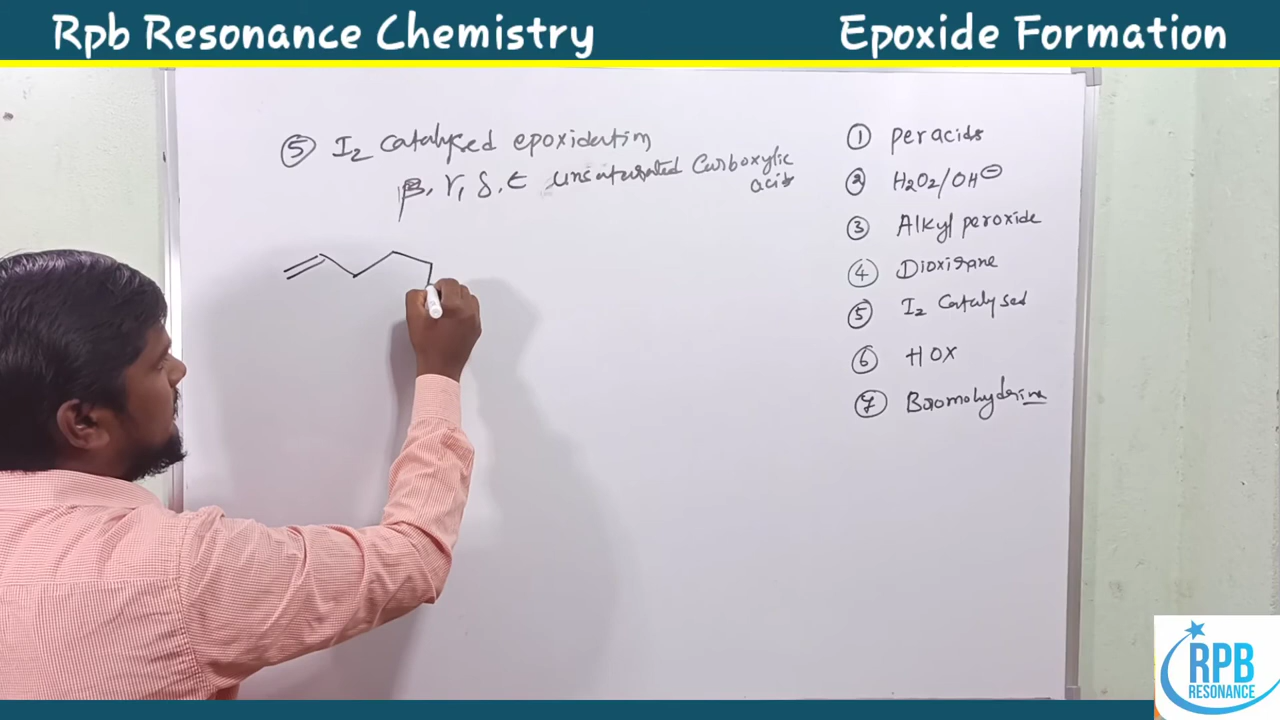 Rpb Resonance Chemistry
Epoxide Formation
⑤ I₂ catalysed epoxidation
β, γ, δ, ε unsaturated Carboxylic
acids
① peracids
② H₂O₂/OH⊖
③ Alkyl peroxide
④ Dioxirane
⑤ I₂ Catalysed
⑥ HOX
⑦ Bromohydrine
RPB
RESONANCE